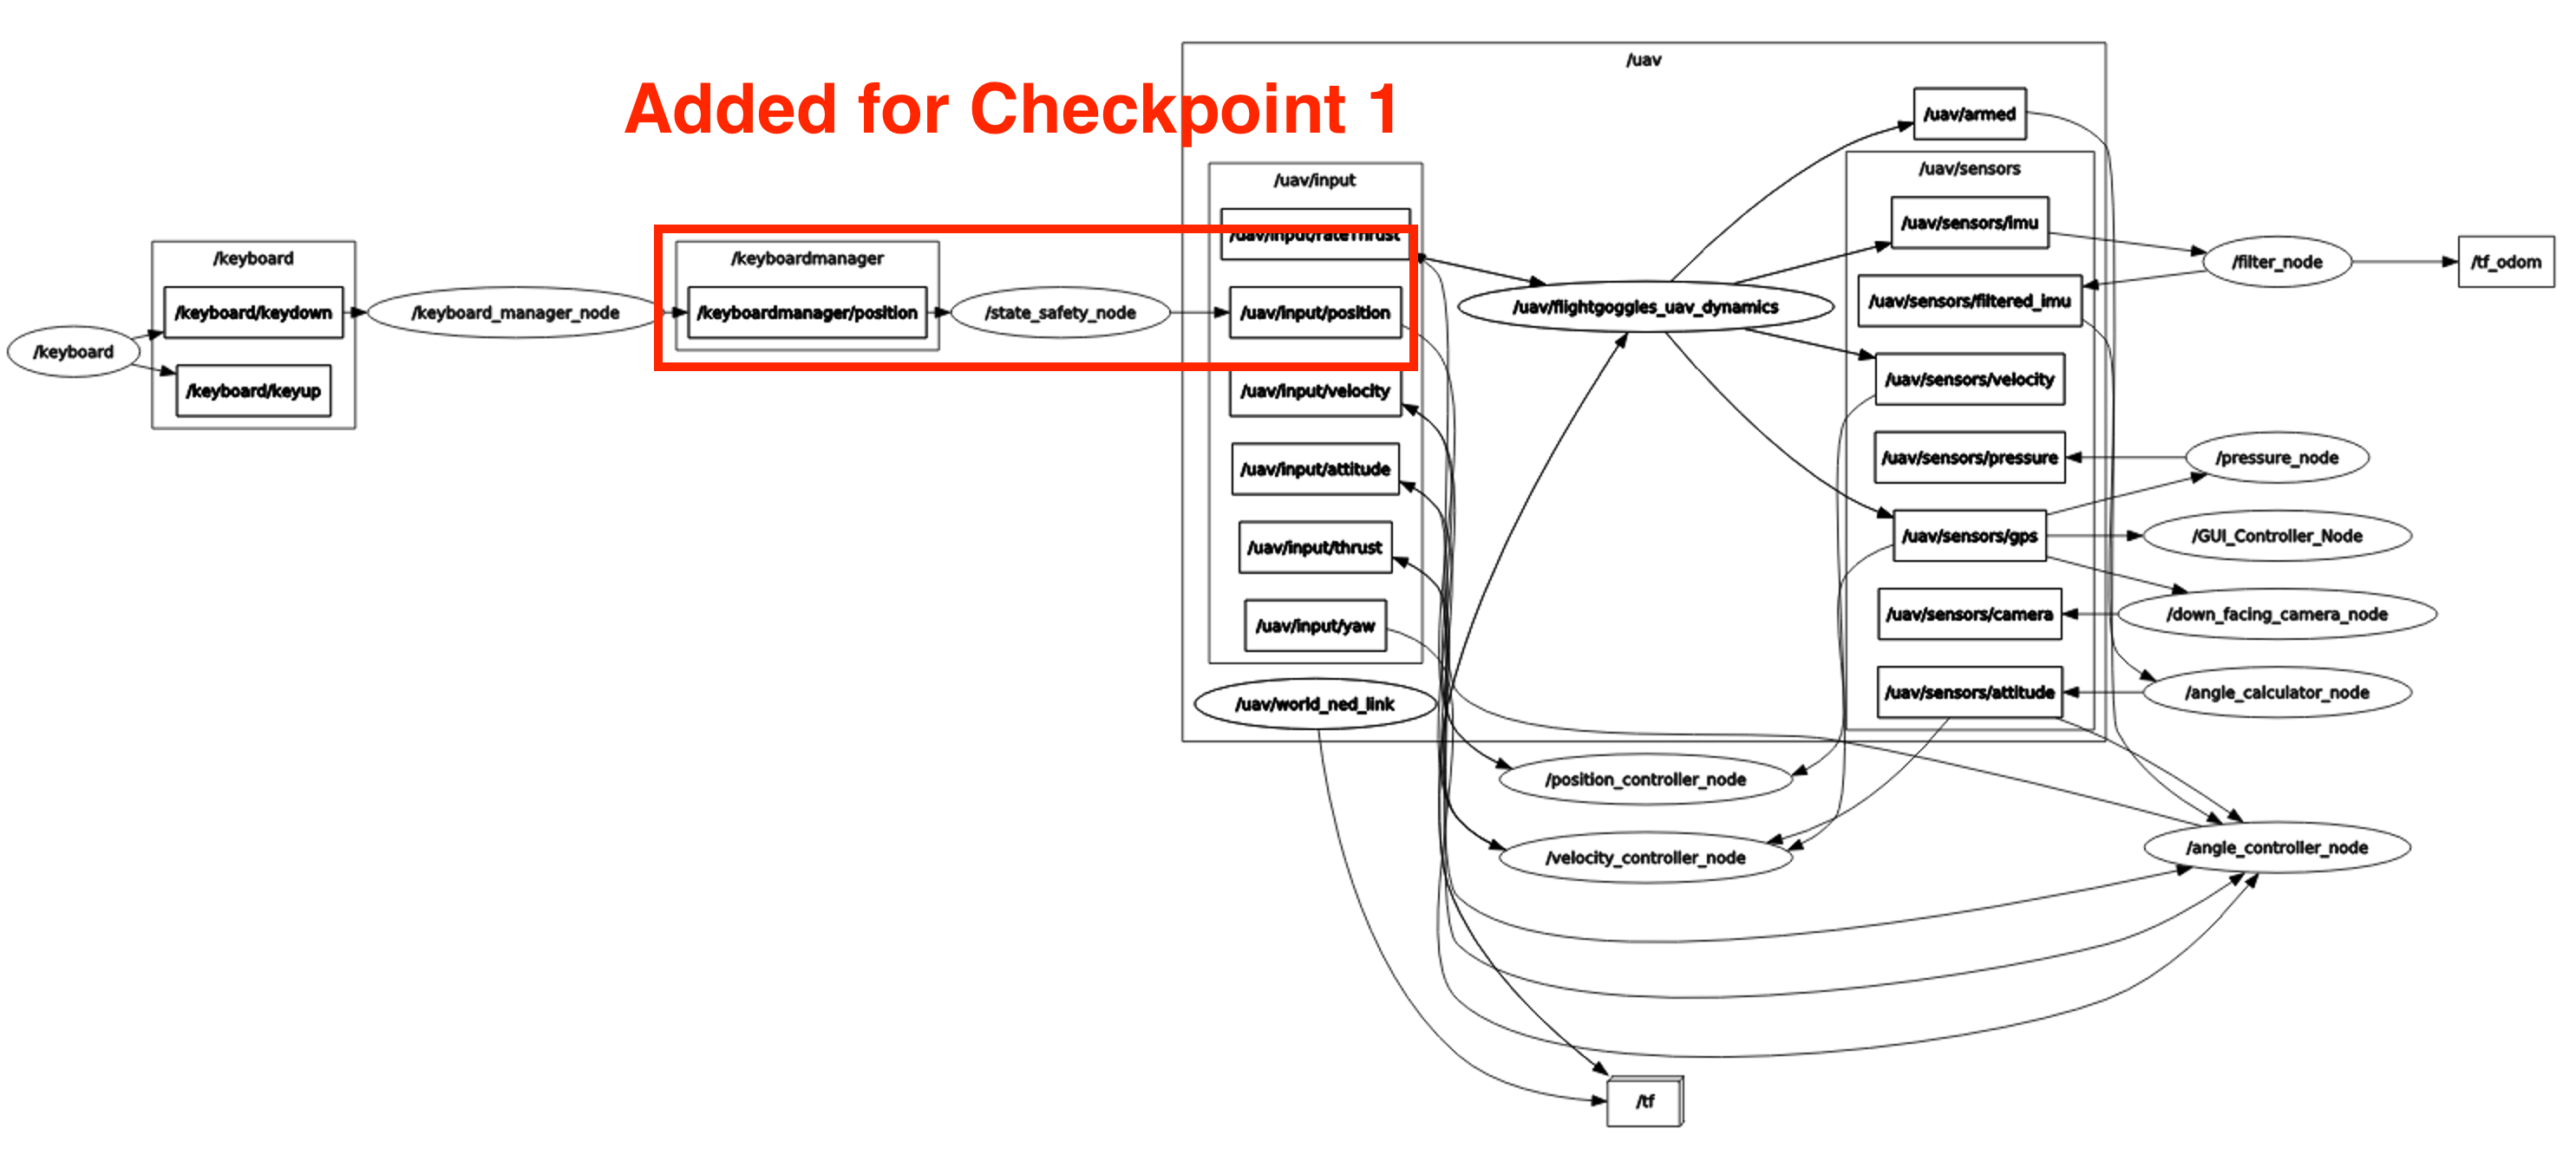 /uav
Added for Checkpoint 1
/uav/armed
/uav/input
/uav/sensors
/uav/input/rateThrust
/uav/sensors/imu
/keyboard
/keyboardmanager
/filter_node
/tf_odom
/keyboard/keydown
/keyboard_manager_node
/keyboardmanager/position
/state_safety_node
/uav/input/position
/uav/flightgoggles_uav_dynamics
/uav/sensors/filtered_imu
/keyboard
/keyboard/keyup
/uav/input/velocity
/uav/sensors/velocity
/uav/input/attitude
/uav/sensors/pressure
/pressure_node
/uav/input/thrust
/uav/sensors/gps
/GUI_Controller_Node
/uav/input/yaw
/uav/sensors/camera
/down_facing_camera_node
/uav/world_ned_link
/uav/sensors/attitude
/angle_calculator_node
/position_controller_node
/velocity_controller_node
/angle_controller_node
/tf